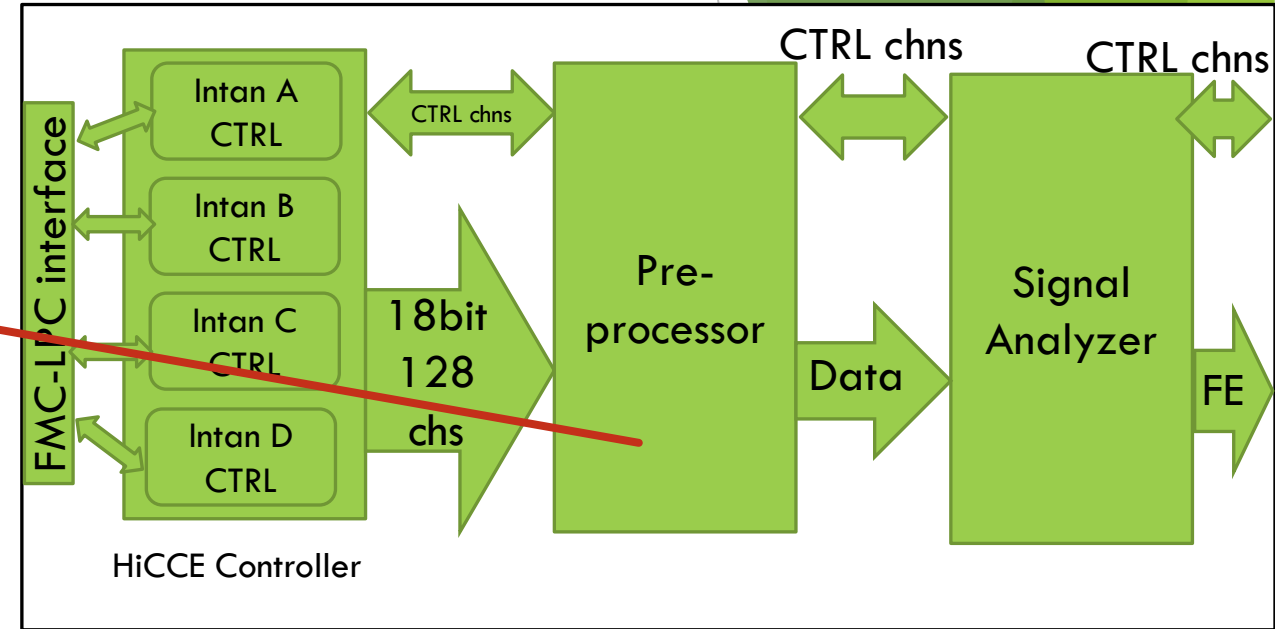 CTRL chns
CTRL chns
FMC-LPC interface
Intan A
CTRL
CTRL chns
Intan B
CTRL
Intan C
CTRL
Intan D
CTRL
18bit
128
chs
Pre-
processor
Data
Signal
Analyzer
FE
HiCCE Controller